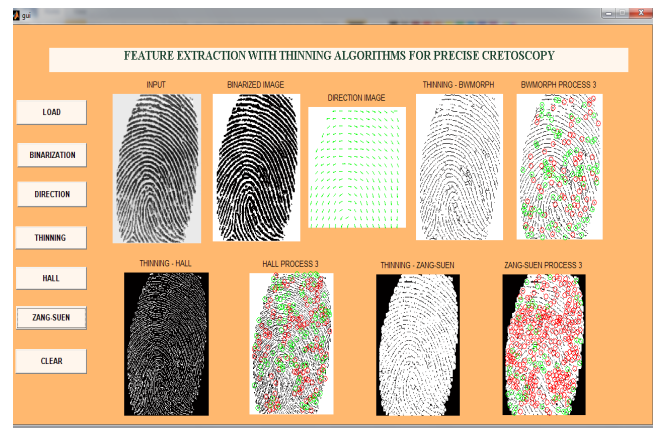 gui
FEATURE EXTRACTION WITH THINNING ALGORITHMS FOR PRECISE CRETOSCOPY
INPUT
BINARIZED IMAGE
DIRECTION IMAGE
THINNING - BWMORPH
BWMORPH PROCESS 3
LOAD
BINARIZATION
DIRECTION
THINNING
HALL
ZANG-SUEN
CLEAR
THINNING - HALL
HALL PROCESS 3
THINNING - ZANG-SUEN
ZANG-SUEN PROCESS 3